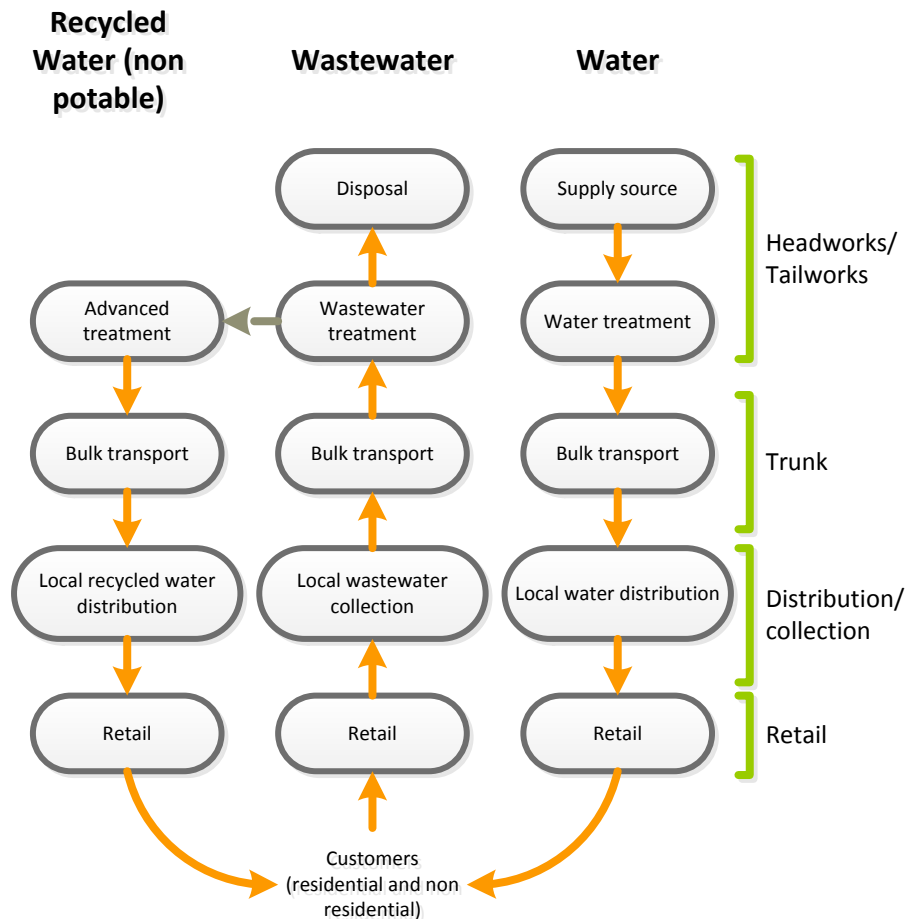 Recycled
Water (non
potable)
Wastewater
Water
Disposal
Supply source
Headworks/
Tailworks
Advanced
treatment
Wastewater
treatment
Water treatment
Bulk transport
Bulk transport
Bulk transport
Trunk
Local recycled water
distribution
Local wastewater
collection
Local water distribution
Distribution/
collection
Retail
Retail
Retail
Retail
Customers
(residential and non
residential)